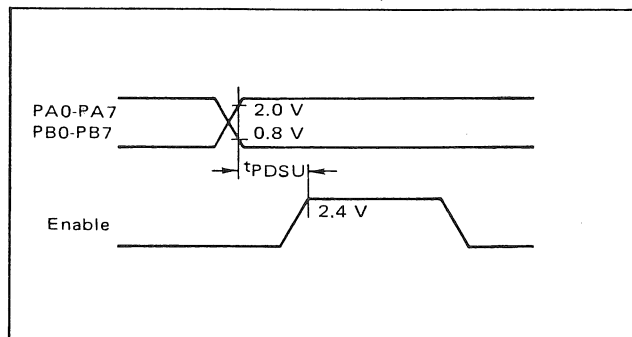 PA0-PA7
PB0-PB7
2.0 V
0.8 V
tPDSU
Enable
2.4 V